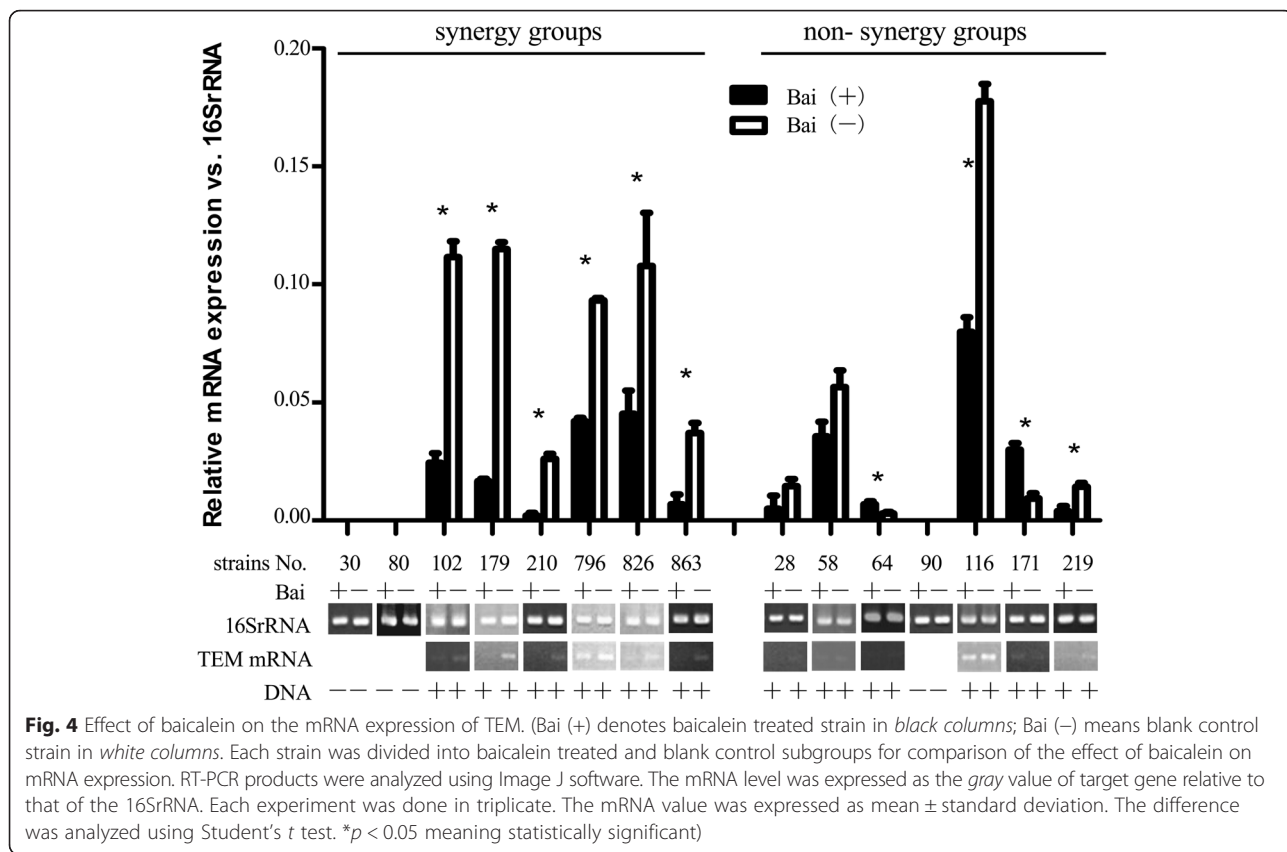 synergy groups
non- synergy groups
Relative mRNA expression vs. 16SrRNA
0.20
0.15
0.10
0.05
0.00
Bai (+)
Bai (−)
* * * * * * * * * *
strains No. 30 80 102 179 210 796 826 863 28 58 64 90 116 171 219
Bai + − + − + − + − + − + − + − + − + − + − + − + − + − + − + −
16SrRNA
TEM mRNA
DNA − − − − + + + + + + + + + + + + + + + + + + − − + + + + + +
Fig. 4 Effect of baicalein on the mRNA expression of TEM. (Bai (+) denotes baicalein treated strain in black columns; Bai (−) means blank control
strain in white columns. Each strain was divided into baicalein treated and blank control subgroups for comparison of the effect of baicalein on
mRNA expression. RT-PCR products were analyzed using Image J software. The mRNA level was expressed as the gray value of target gene relative to
that of the 16SrRNA. Each experiment was done in triplicate. The mRNA value was expressed as mean ± standard deviation. The difference
was analyzed using Student's t test. *p < 0.05 meaning statistically significant)